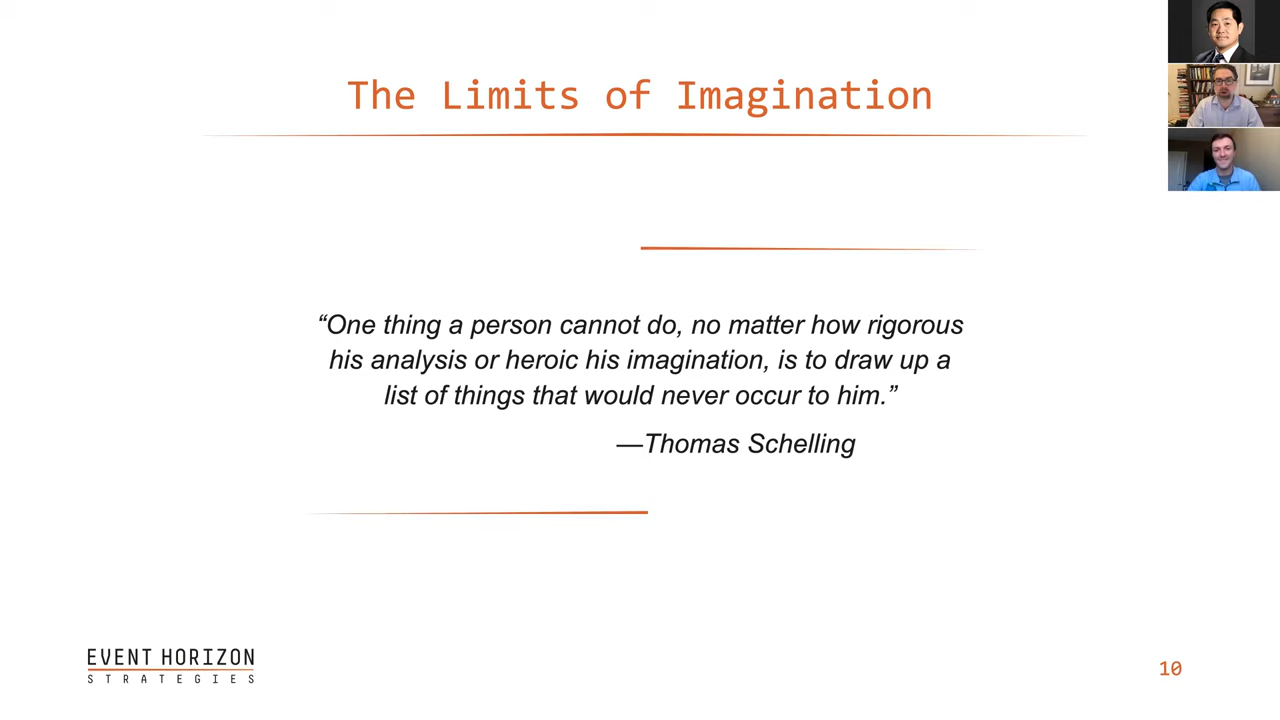 The Limits of Imagination
“One thing a person cannot do, no matter how rigorous
his analysis or heroic his imagination, is to draw up a
list of things that would never occur to him.”
—Thomas Schelling
EVENT HORIZON
STRATEGIES
10